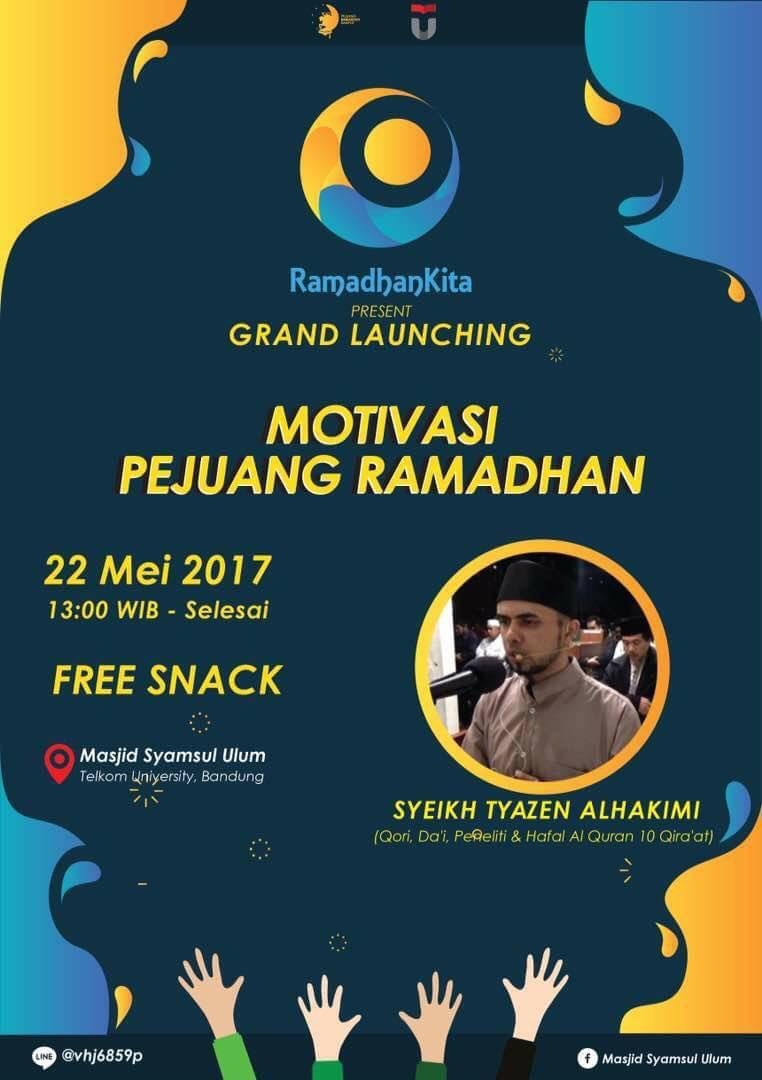 RamadhanKita
PRESENT
GRAND LAUNCHING
MOTIVASI
PEJUANG RAMADHAN
22 Mei 2017
13:00 WIB - Selesai
FREE SNACK
Masjid Syamsul Ulum
Telkom University, Bandung
SYEIKH TYAZEN ALHAKIMI
(Qori, Da'i, Peneliti & Hafal Al Quran 10 Qira'at)
LINE @vhj6859p
f Masjid Syamsul Ulum